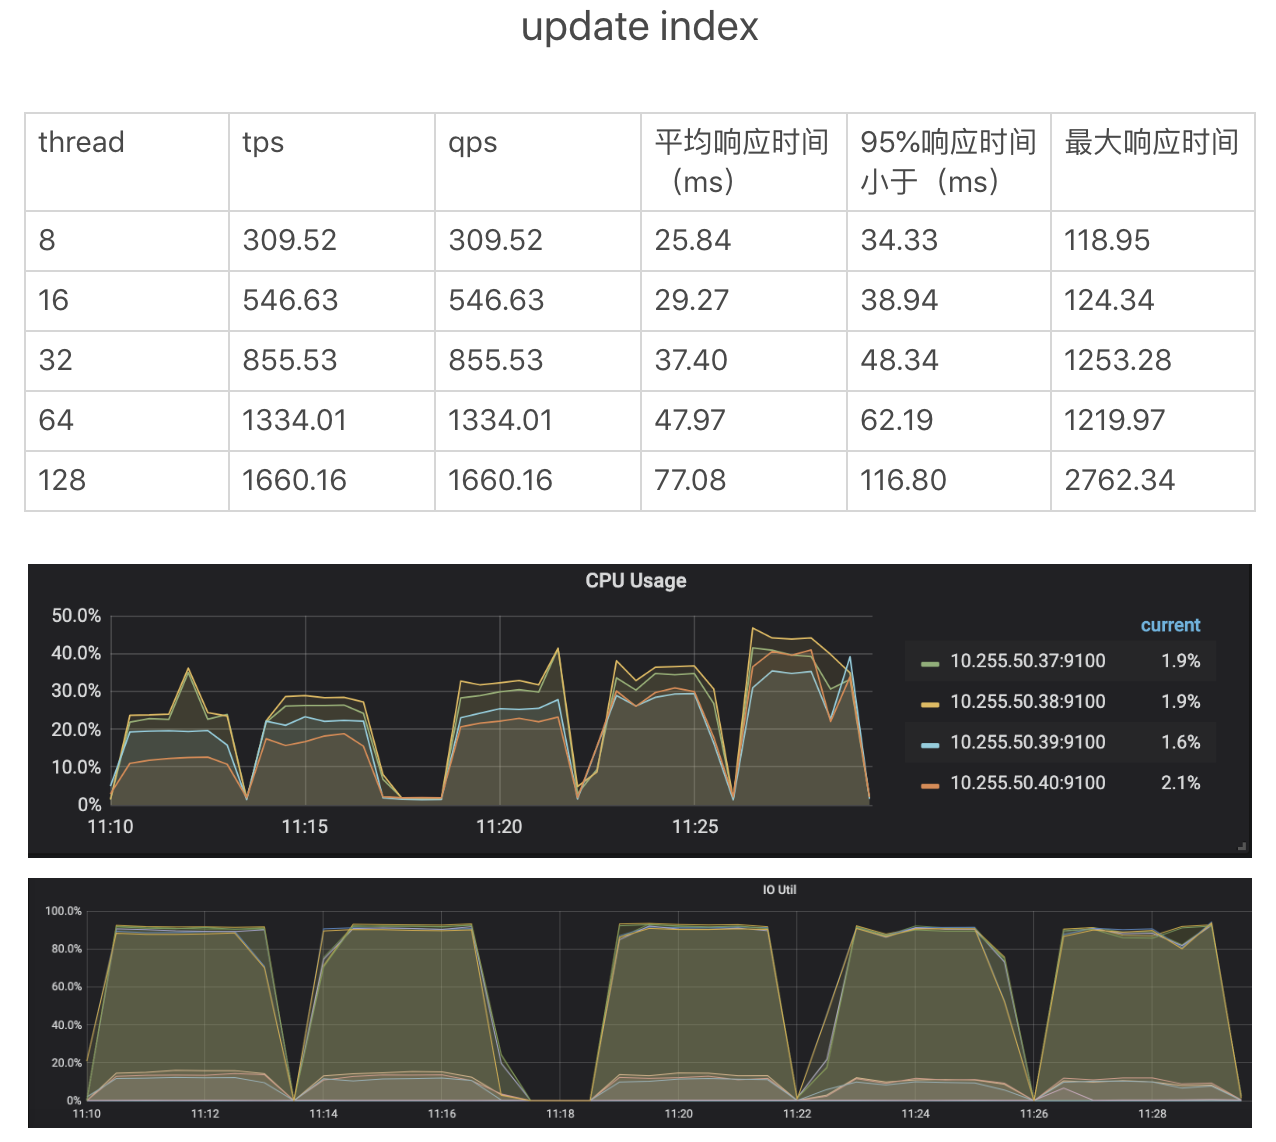 update index
thread tps qps 平均响应时间（ms） 95%响应时间小于（ms） 最大响应时间
8 309.52 309.52 25.84 34.33 118.95
16 546.63 546.63 29.27 38.94 124.34
32 855.53 855.53 37.40 48.34 1253.28
64 1334.01 1334.01 47.97 62.19 1219.97
128 1660.16 1660.16 77.08 116.80 2762.34
CPU Usage
50.0%
40.0%
30.0%
20.0%
10.0%
0%
11:10 11:15 11:20 11:25
current
10.255.50.37:9100 1.9%
10.255.50.38:9100 1.9%
10.255.50.39:9100 1.6%
10.255.50.40:9100 2.1%
IO Util
100.0%
80.0%
60.0%
40.0%
20.0%
0%
11:10 11:12 11:14 11:16 11:18 11:20 11:22 11:24 11:26 11:28